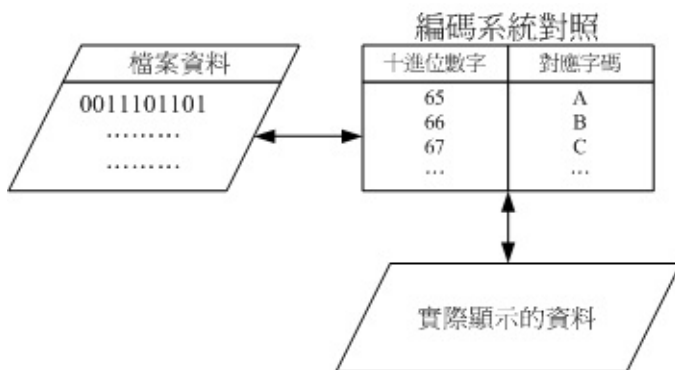 編碼系統對照
檔案資料
0011101101
………
………
十進位數字 對應字碼
65 A
66 B
67 C
… …
實際顯示的資料